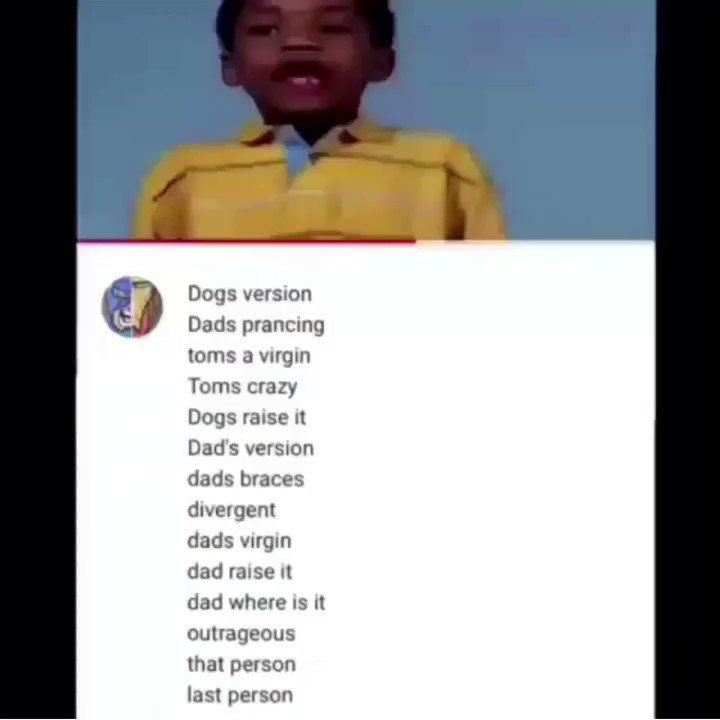 Dogs version
Dads prancing
toms a virgin
Toms crazy
Dogs raise it
Dad's version
dads braces
divergent
dads virgin
dad raise it
dad where is it
outrageous
that person
last person